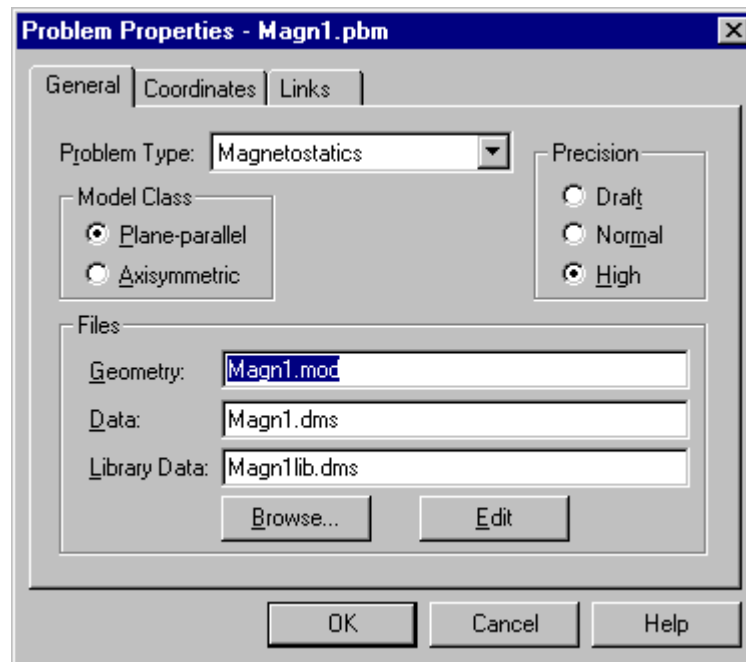 Problem Properties - Magn1.pbm
General Coordinates Links
Problem Type: Magnetostatics
Precision
Draft
Normal
High
Model Class
Plane-parallel
Axisymmetric
Files
Geometry: Magn1.mod
Data: Magn1.dms
Library Data: Magn1lib.dms
Browse... Edit
OK Cancel Help